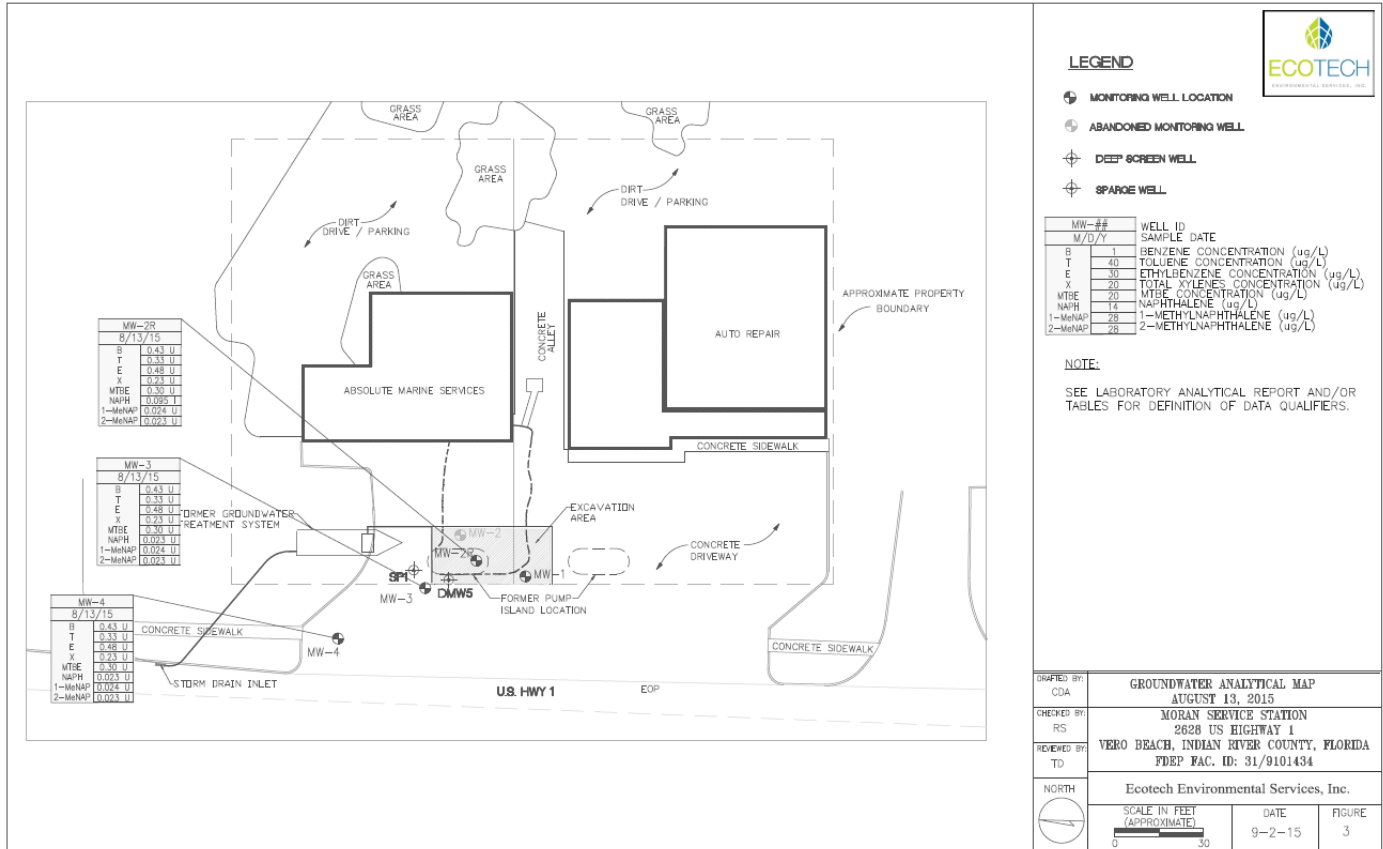 GRASS
AREA
GRASS
AREA
GRASS
AREA
DIRT
DRIVE / PARKING
DIRT
DRIVE / PARKING
GRASS
AREA
APPROXIMATE PROPERTY
BOUNDARY
CONCRETE
ALLEY
AUTO REPAIR
ABSOLUTE MARINE SERVICES
CONCRETE SIDEWALK
MW-2R
8/13/15
B 0.43 U
T 0.33 U
E 0.48 U
X 0.23 U
MTBE 0.30 U
NAPH 0.095 I
1-MeNAP 0.024 U
2-MeNAP 0.023 U
MW-3
8/13/15
B 0.43 U
T 0.33 U
E 0.48 U
X 0.23 U
MTBE 0.30 U
NAPH 0.023 U
1-MeNAP 0.024 U
2-MeNAP 0.023 U
ORMER GROUNDWATER
REATMENT SYSTEM
EXCAVATION
AREA
MW-2
MW-2R
CONCRETE
DRIVEWAY
SP1
DMW5
MW-1
MW-3
FORMER PUMP
ISLAND LOCATION
MW-4
8/13/15
B 0.43 U
T 0.33 U
E 0.48 U
X 0.23 U
MTBE 0.30 U
NAPH 0.023 U
1-MeNAP 0.024 U
2-MeNAP 0.023 U
CONCRETE SIDEWALK
MW-4
CONCRETE SIDEWALK
STORM DRAIN INLET
U.S. HWY 1
EOP
ECOTECH
ENVIRONMENTAL SERVICES, INC.
LEGEND
MONITORING WELL LOCATION
ABANDONED MONITORING WELL
DEEP SCREEN WELL
SPARGE WELL
MW-## WELL ID
M/D/Y SAMPLE DATE
B 1 BENZENE CONCENTRATION (ug/L)
T 40 TOLUENE CONCENTRATION (ug/L)
E 30 ETHYLBENZENE CONCENTRATION (ug/L)
X 20 TOTAL XYLENES CONCENTRATION (ug/L)
MTBE 20 MTBE CONCENTRATION (ug/L)
NAPH 14 NAPHTHALENE (ug/L)
1-MeNAP 28 1-METHYLNAPHTHALENE (ug/L)
2-MeNAP 28 2-METHYLNAPHTHALENE (ug/L)
NOTE:
SEE LABORATORY ANALYTICAL REPORT AND/OR
TABLES FOR DEFINITION OF DATA QUALIFIERS.
DRAFTED BY:
CDA
CHECKED BY:
RS
REVIEWED BY:
TD
GROUNDWATER ANALYTICAL MAP
AUGUST 13, 2015
MORAN SERVICE STATION
2628 US HIGHWAY 1
VERO BEACH, INDIAN RIVER COUNTY, FLORIDA
FDEP FAC. ID: 31/9101434
NORTH
Ecotech Environmental Services, Inc.
SCALE IN FEET
(APPROXIMATE)
0 30
DATE
9-2-15
FIGURE
3